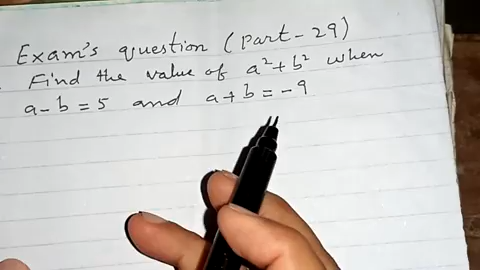 Exam's question (Part-29)
Find the value of a²+b² when
a-b=5 and a+b=-9